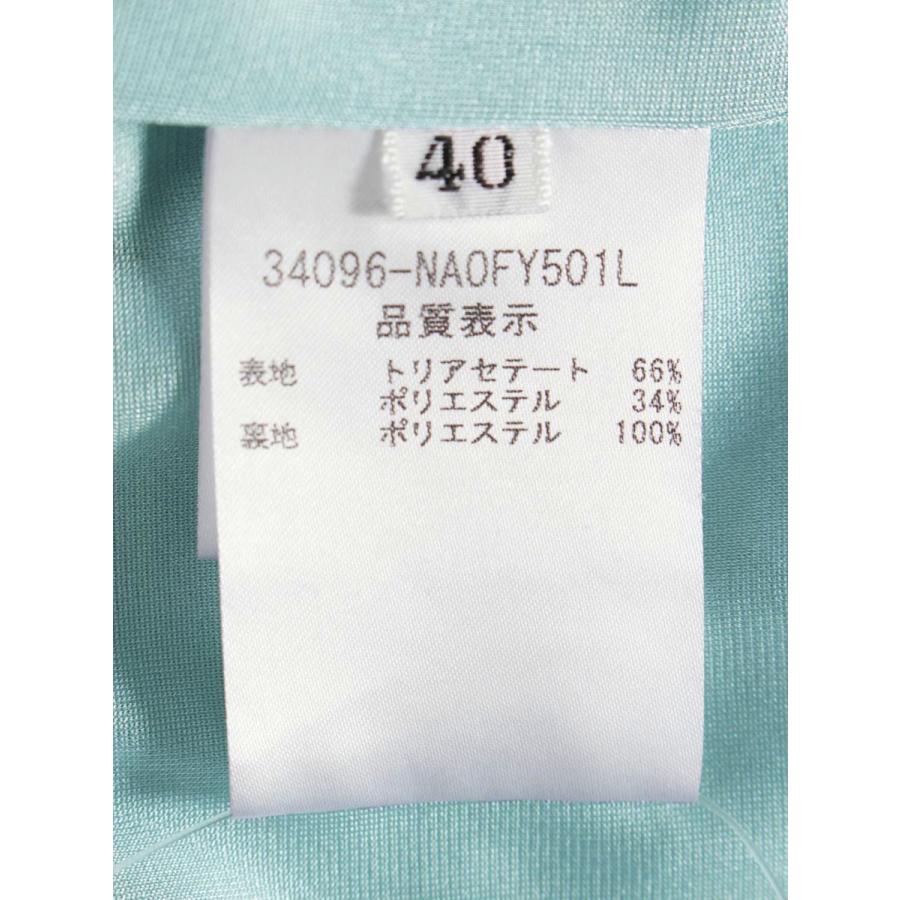 40
34096-NA0FY501L
品質表示
表地 トリアセテート 66%
ポリエステル 34%
裏地 ポリエステル 100%